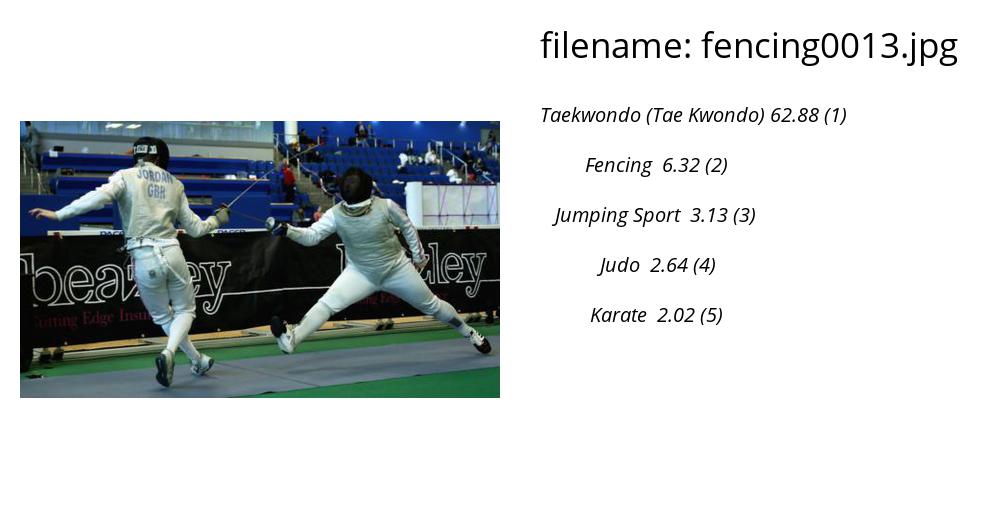 filename: fencing0013.jpg
Taekwondo (Tae Kwondo) 62.88 (1)
Fencing 6.32 (2)
Jumping Sport 3.13 (3)
Judo 2.64 (4)
Karate 2.02 (5)
JORDAN
GBR
beazley
Cutting Edge Insu